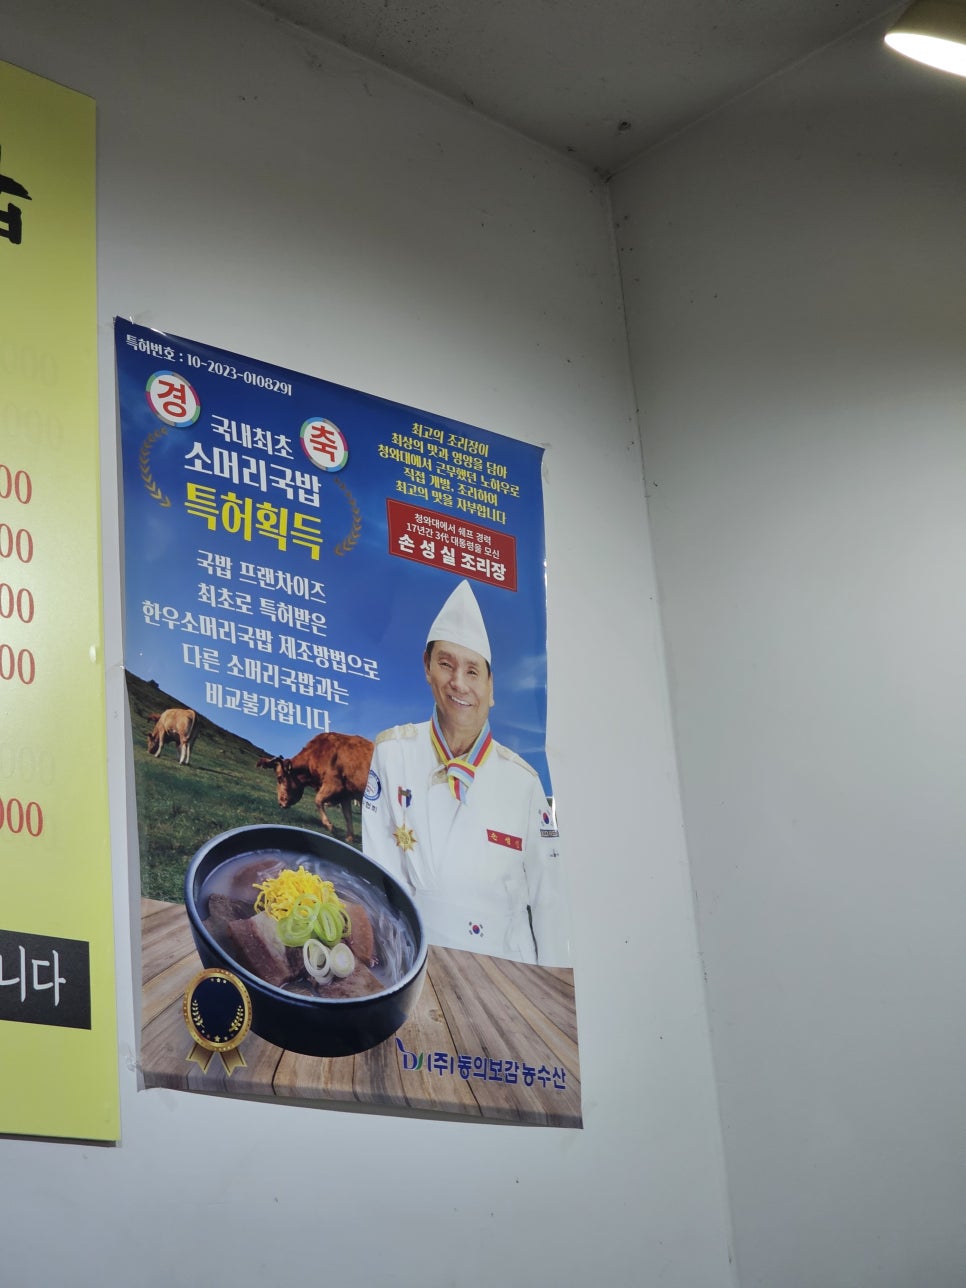 특허번호 : 10-2023-0108291
경 축
국내최초
소머리국밥
특허획득
국밥 프랜차이즈
최초로 특허받은
한우소머리국밥 제조방법으로
다른 소머리국밥과는
비교불가합니다
최고의 조리장이
최상의 맛과 영양을 담아
청와대에서 근무했던 노하우로
직접 개발, 조리하여
최고의 맛을 자부합니다
청와대에서 쉐프 경력
17년간 3代 대통령을 모신
손성실 조리장
(주)동의보감 농수산
00
00
00
00
000
니다